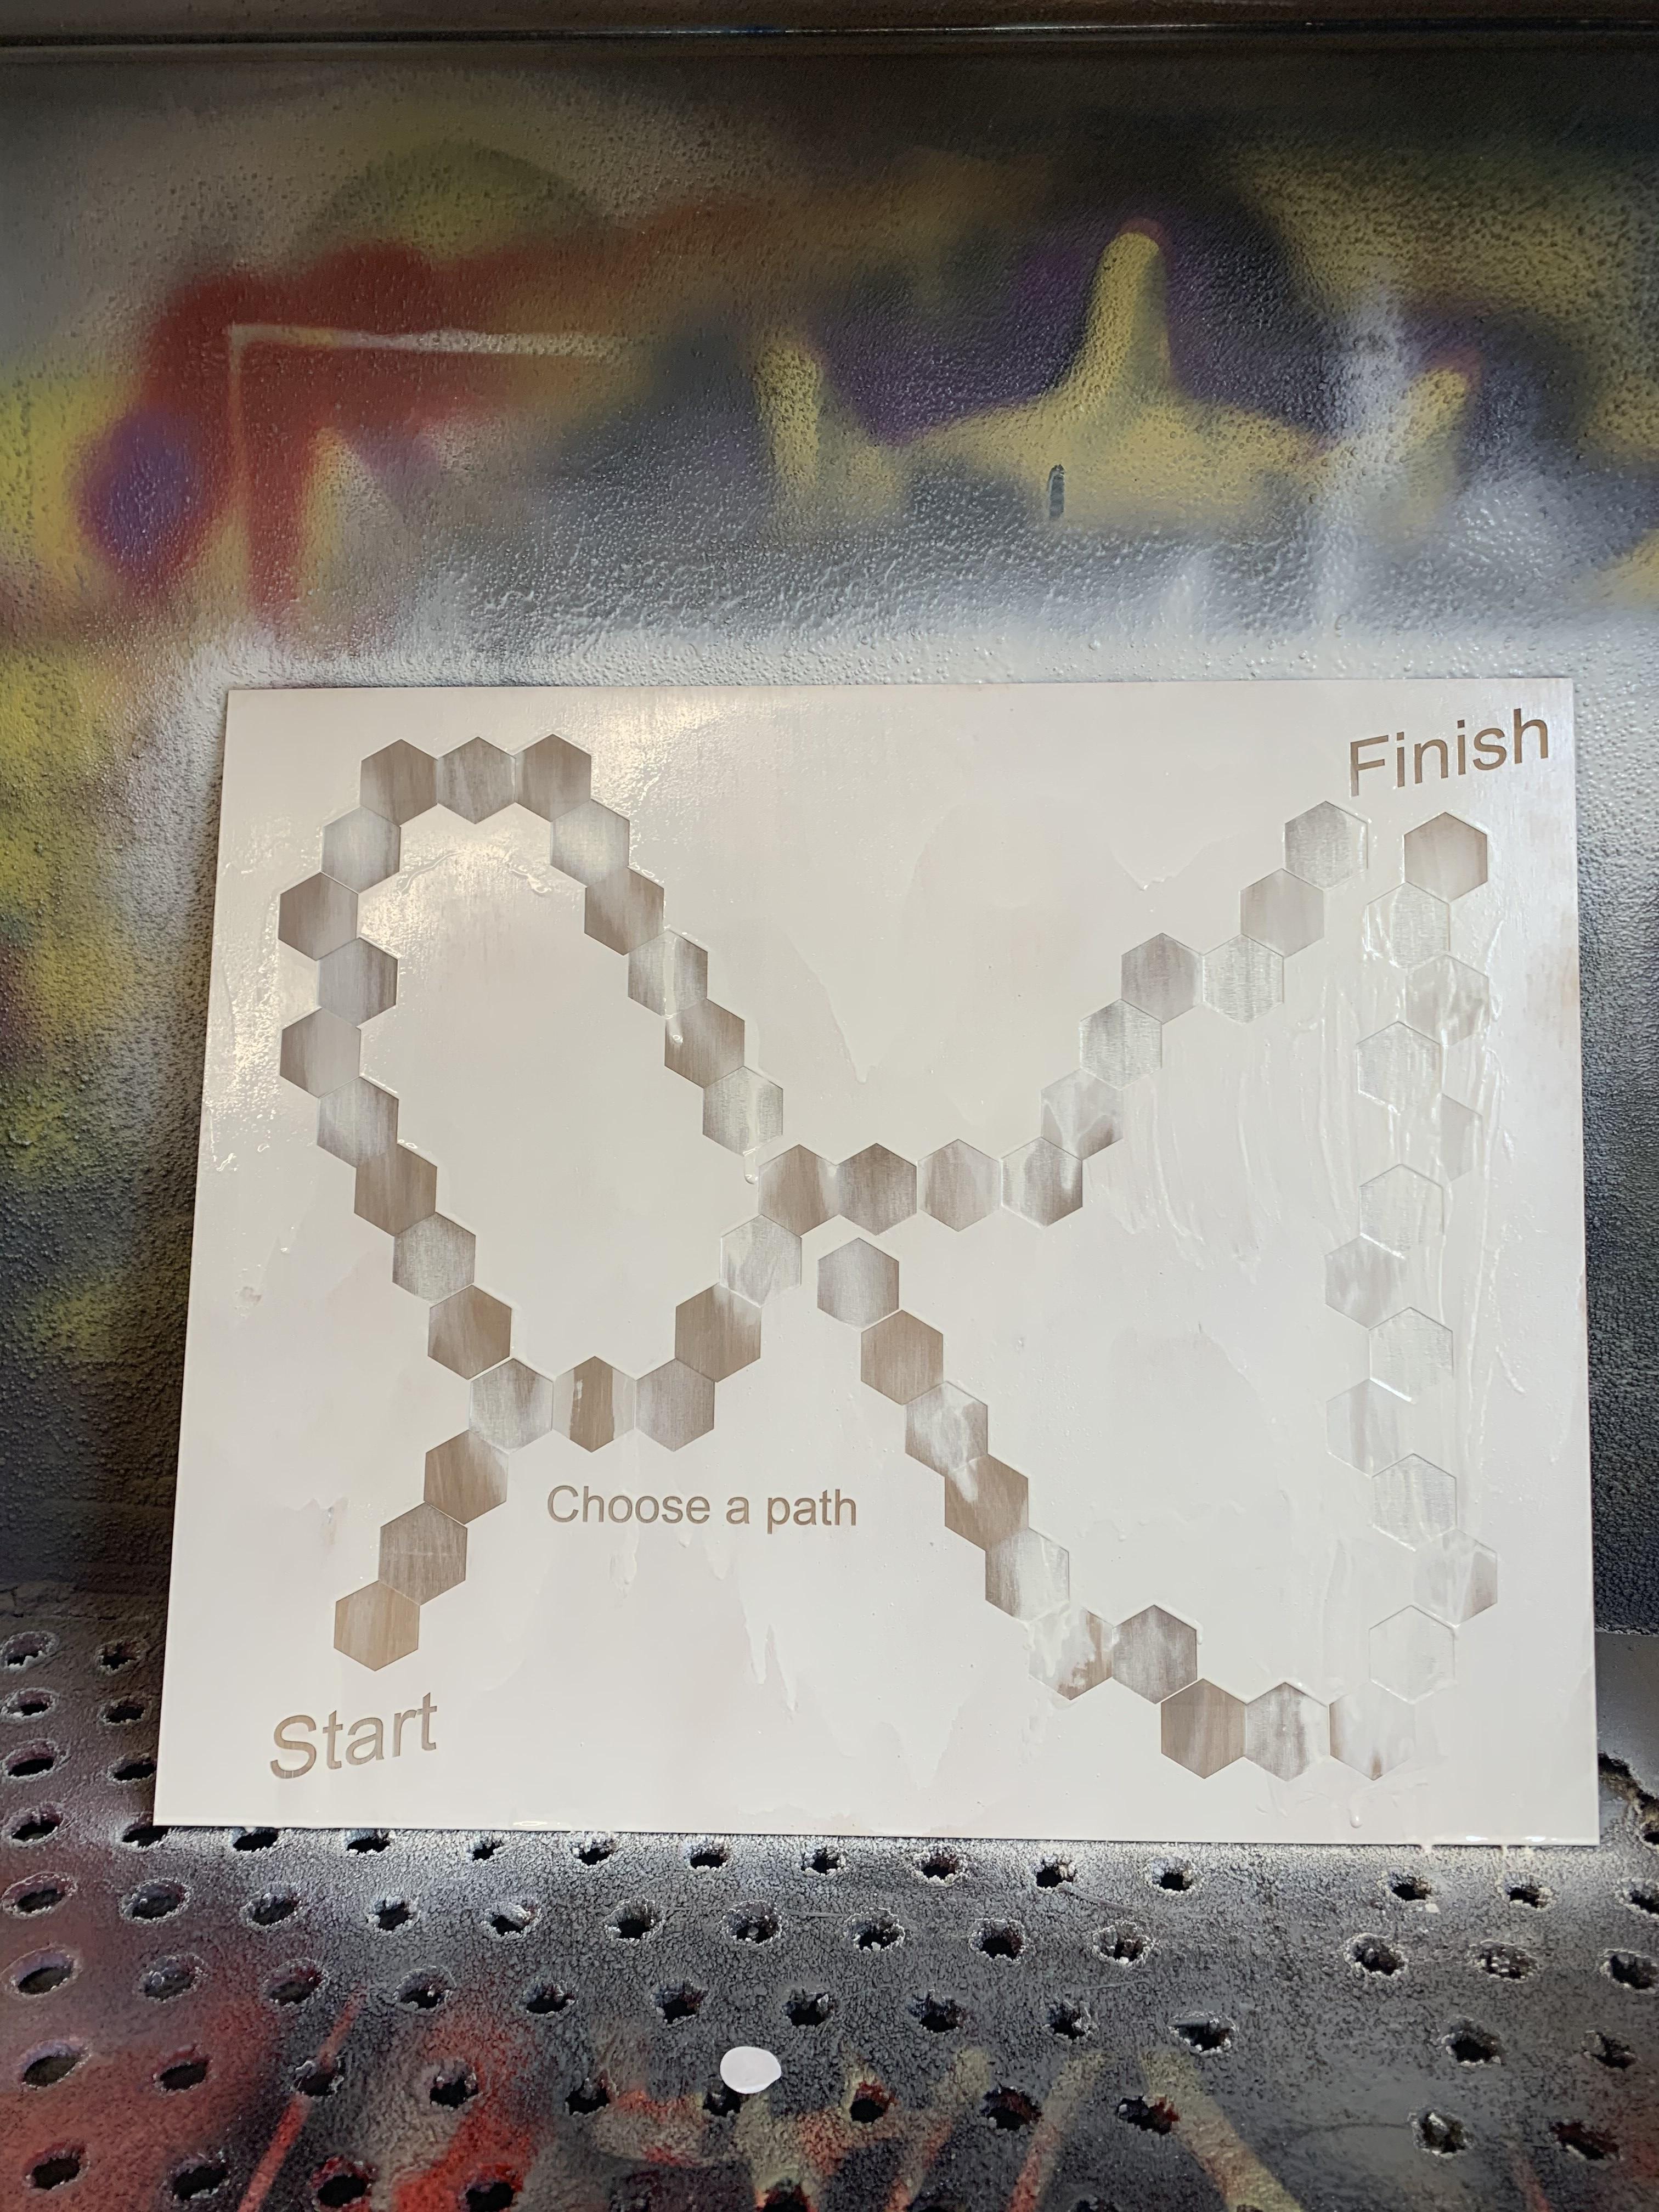 Finish
Choose a path
Start